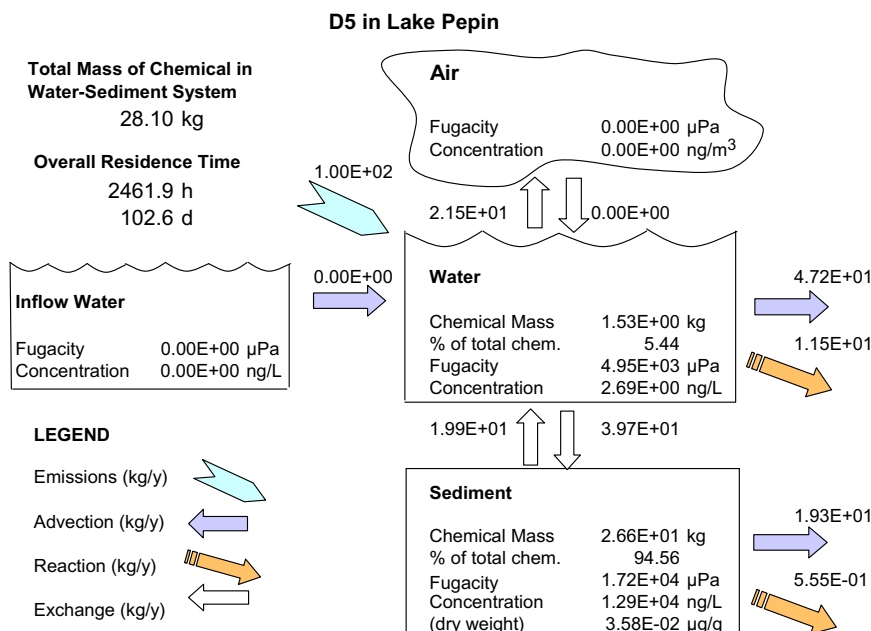 D5 in Lake Pepin
Total Mass of Chemical in
Water-Sediment System
28.10 kg
Overall Residence Time
2461.9 h
102.6 d
Air
Fugacity 0.00E+00 µPa
Concentration 0.00E+00 ng/m3
1.00E+02
2.15E+01
0.00E+00
0.00E+00
Inflow Water
Fugacity 0.00E+00 µPa
Concentration 0.00E+00 ng/L
Water
Chemical Mass 1.53E+00 kg
% of total chem. 5.44
Fugacity 4.95E+03 µPa
Concentration 2.69E+00 ng/L
4.72E+01
1.15E+01
1.99E+01
3.97E+01
LEGEND
Emissions (kg/y)
Advection (kg/y)
Reaction (kg/y)
Exchange (kg/y)
Sediment
Chemical Mass 2.66E+01 kg
% of total chem. 94.56
Fugacity 1.72E+04 µPa
Concentration 1.29E+04 ng/L
(dry weight) 3.58E-02 µg/g
1.93E+01
5.55E-01